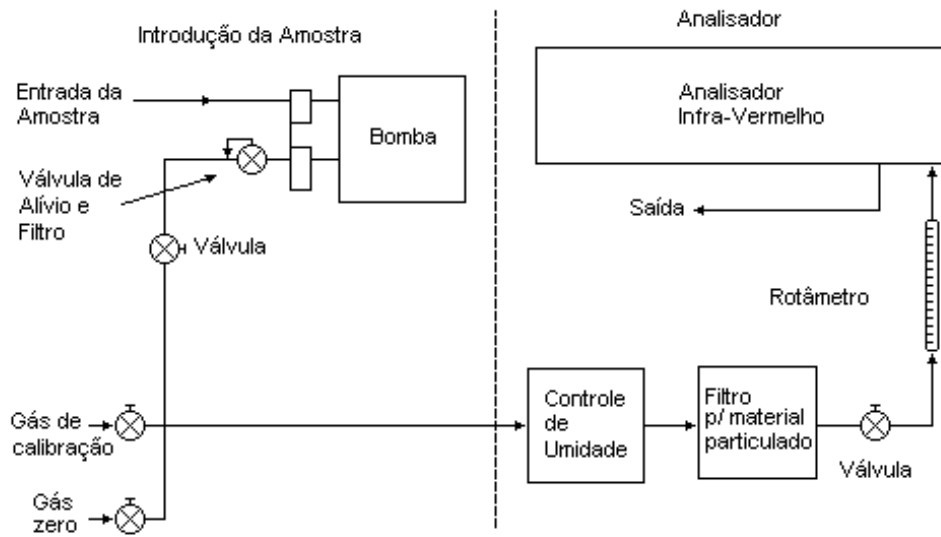 Introdução da Amostra
Entrada da
Amostra
Bomba
Válvula de
Alívio e
Filtro
Válvula
Gás de
calibração
Gás
zero
Analisador
Analisador
Infra-Vermelho
Saída
Rotâmetro
Controle
de
Umidade
Filtro
p/ material
particulado
Válvula